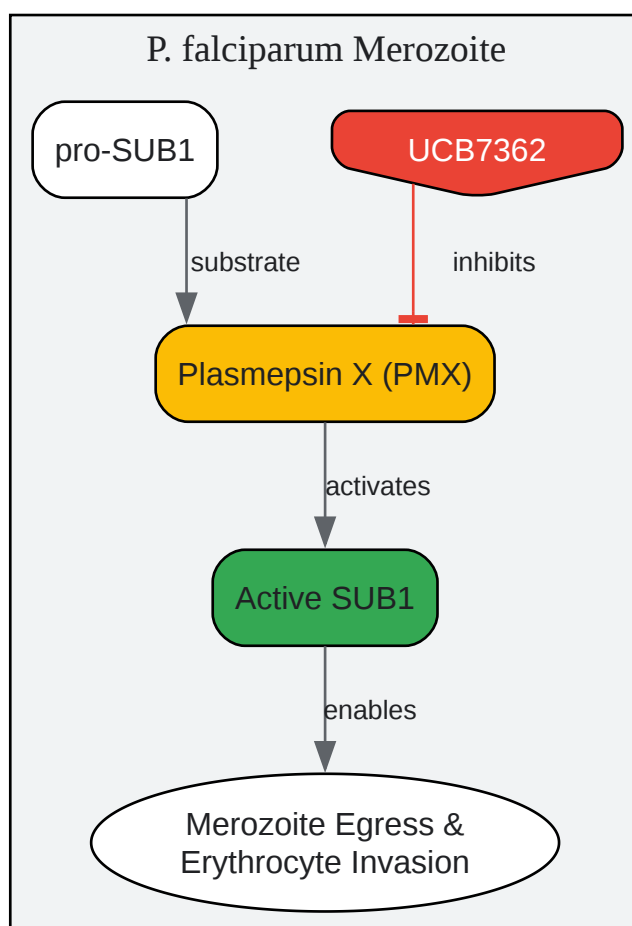 P. falciparum Merozoite
pro-SUB1
UCB7362
substrate
inhibits
Plasmepsin X (PMX)
activates
Active SUB1
enables
Merozoite Egress &
Erythrocyte Invasion